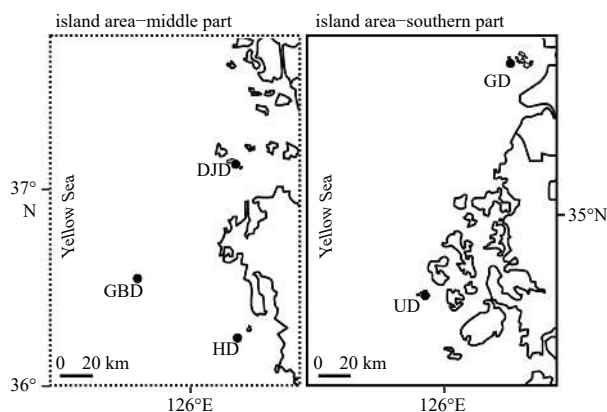 island area−middle part
island area−southern part
GD
DJD
37°
N
Yellow Sea
Yellow Sea
35°N
GBD
UD
HD
0 20 km
0 20 km
36°
126°E
126°E